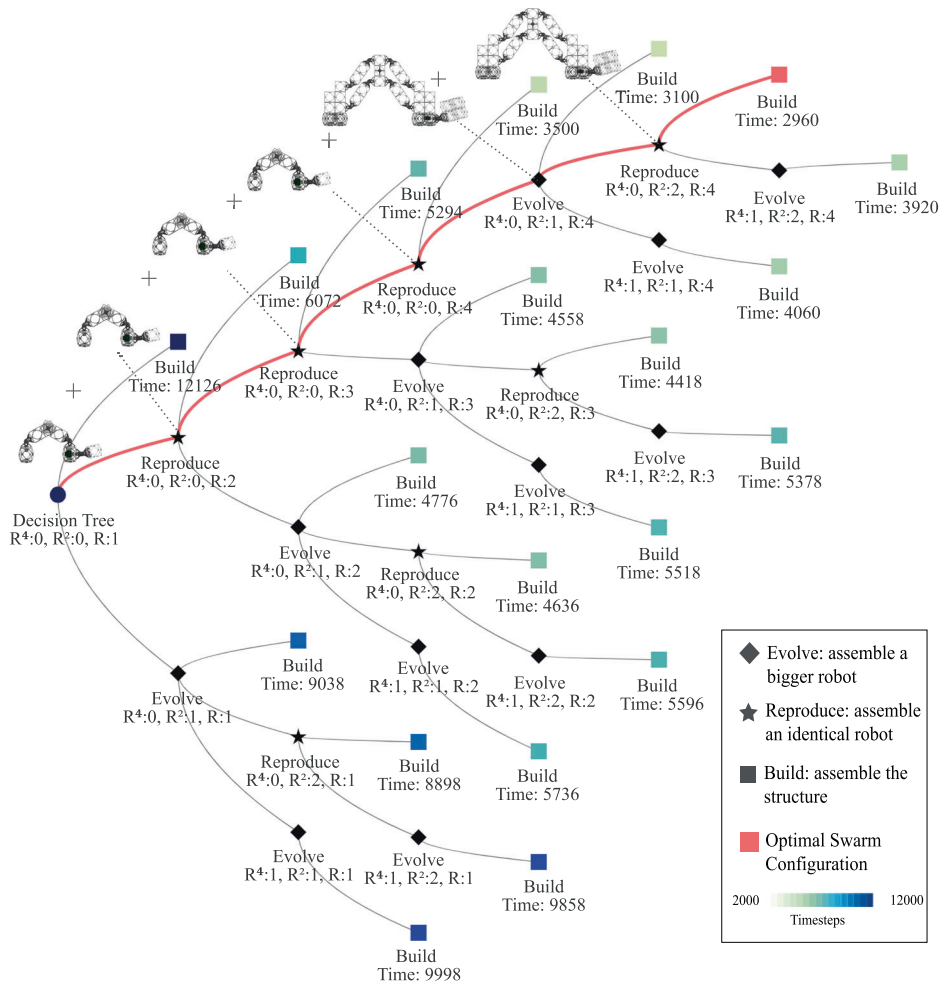 Build
Time: 3100
Build
Time: 2960
Build
Time: 3500
Reproduce
R⁴:0, R²:2, R:4
Evolve
R⁴:1, R²:2, R:4
Build
Time: 3920
Build
Time: 5294
Evolve
R⁴:0, R²:1, R:4
Evolve
R⁴:1, R²:1, R:4
Build
Time: 4060
Build
Time: 6072
Reproduce
R⁴:0, R²:0, R:4
Build
Time: 4558
Build
Time: 12126
Reproduce
R⁴:0, R²:0, R:3
Evolve
R⁴:0, R²:1, R:3
Build
Time: 4418
Reproduce
R⁴:0, R²:2, R:3
Reproduce
R⁴:0, R²:0, R:2
Evolve
R⁴:1, R²:2, R:3
Build
Time: 5378
Build
Time: 4776
Evolve
R⁴:1, R²:1, R:3
Decision Tree
R⁴:0, R²:0, R:1
Evolve
R⁴:0, R²:1, R:2
Build
Time: 5518
Reproduce
R⁴:0, R²:2, R:2
Build
Time: 4636
Build
Time: 9038
Evolve
R⁴:1, R²:1, R:2
Evolve
R⁴:1, R²:2, R:2
Build
Time: 5596
Evolve
R⁴:0, R²:1, R:1
Reproduce
R⁴:0, R²:2, R:1
Build
Time: 8898
Build
Time: 5736
Evolve
R⁴:1, R²:1, R:1
Evolve
R⁴:1, R²:2, R:1
Build
Time: 9858
Build
Time: 9998
Evolve: assemble a
bigger robot
Reproduce: assemble
an identical robot
Build: assemble the
structure
Optimal Swarm
Configuration
2000 12000
Timesteps